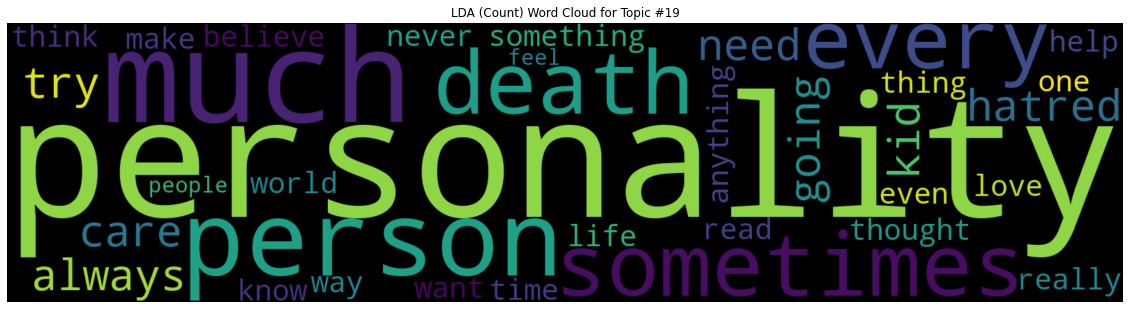 LDA (Count) Word Cloud for Topic #19
think make believe never something need every help
feel
try much death thing one
hatred
personality
anything going kid
people world even love
care person life read thought
always sometimes
know way want time really